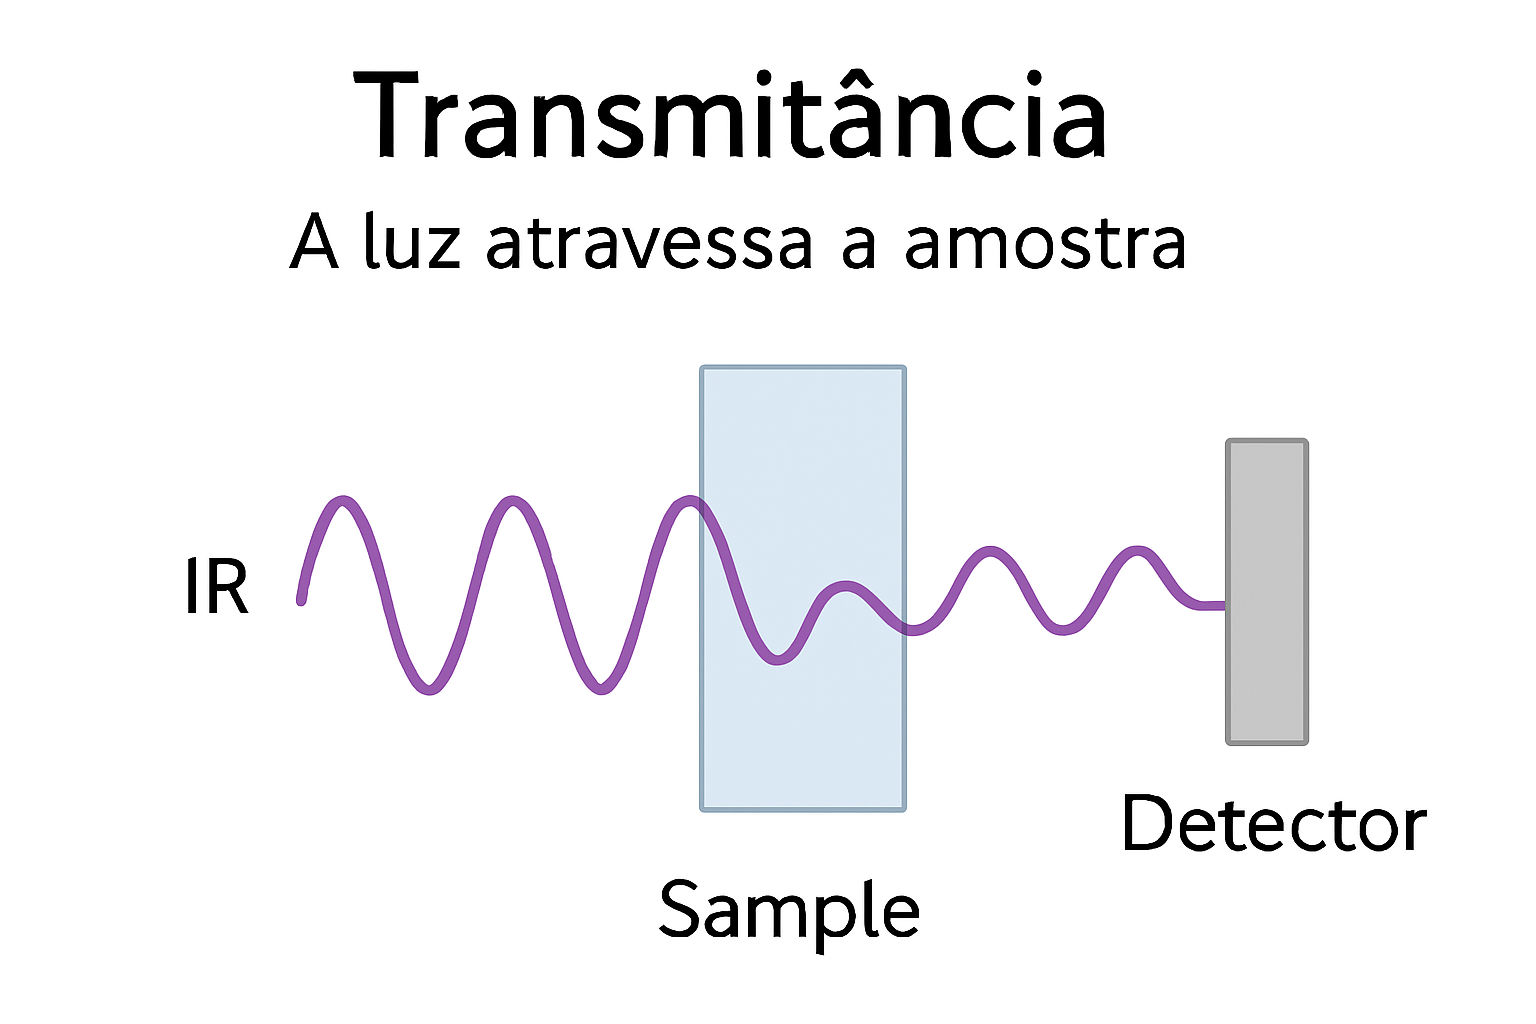 Transmitância
A luz atravessa a amostra
IR
Detector
Sample